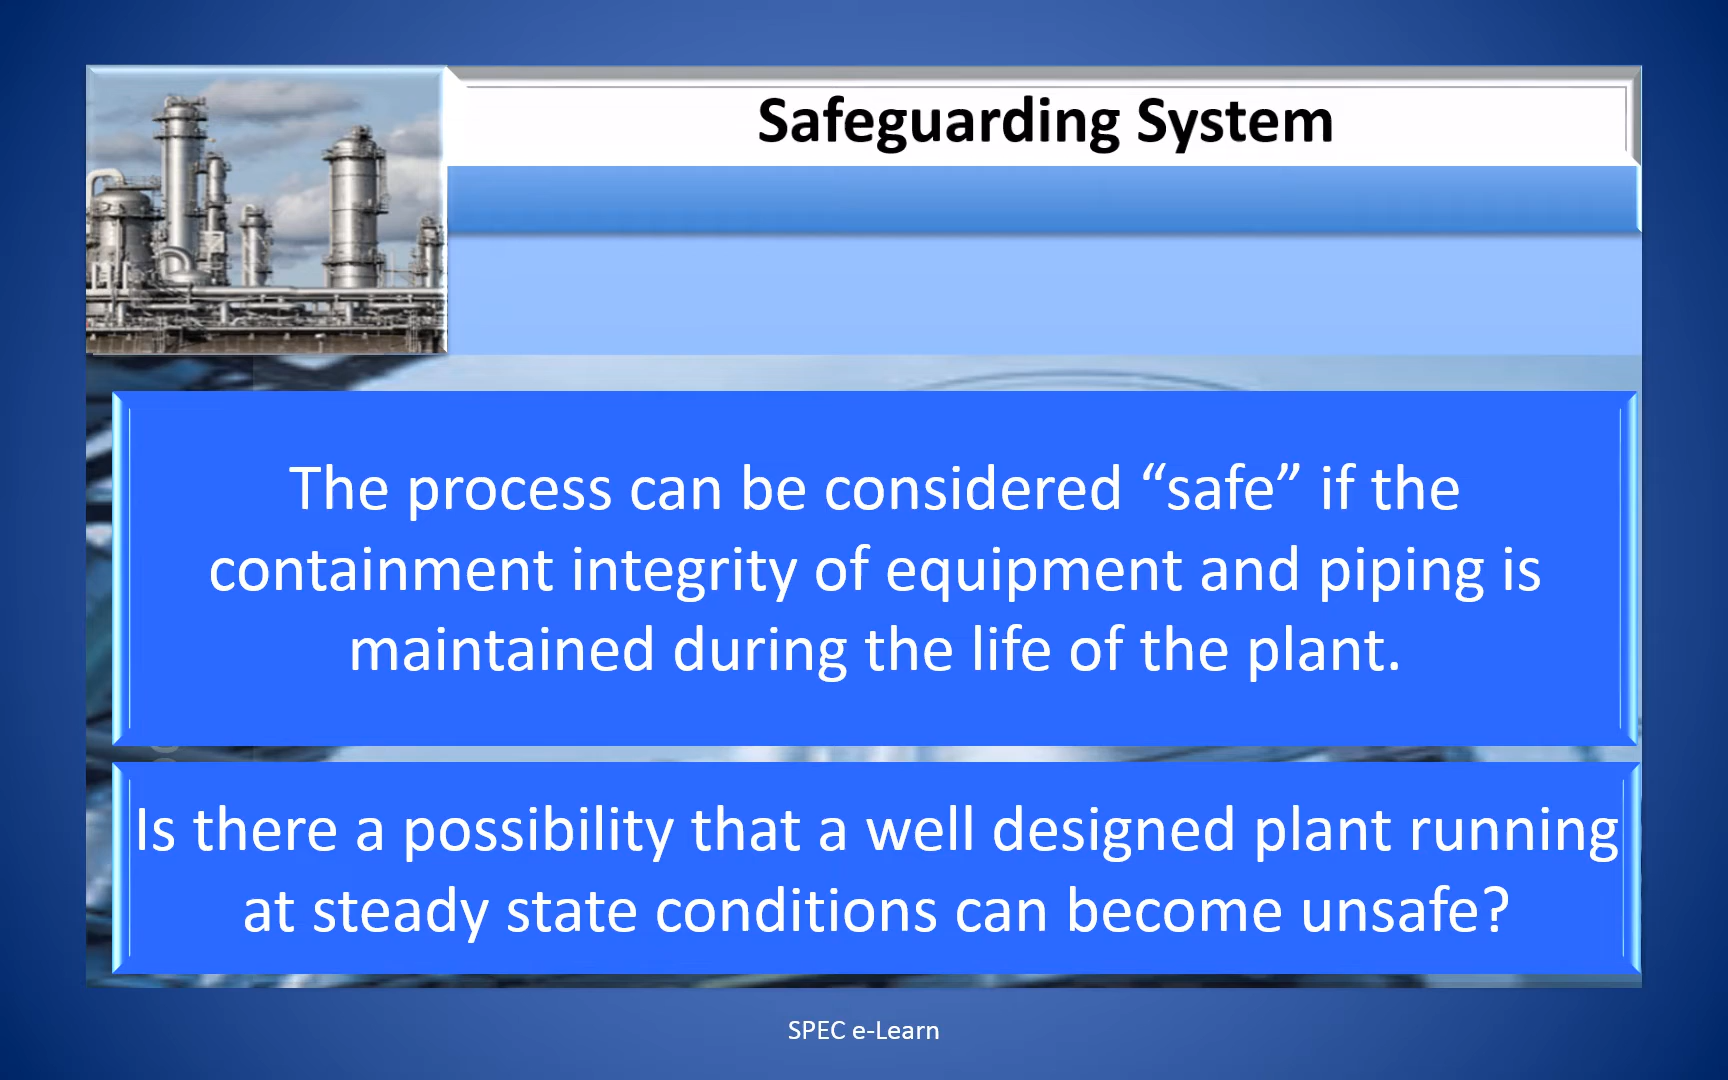 Safeguarding System
The process can be considered “safe” if the
containment integrity of equipment and piping is
maintained during the life of the plant.
Is there a possibility that a well designed plant running
at steady state conditions can become unsafe?
SPEC e-Learn